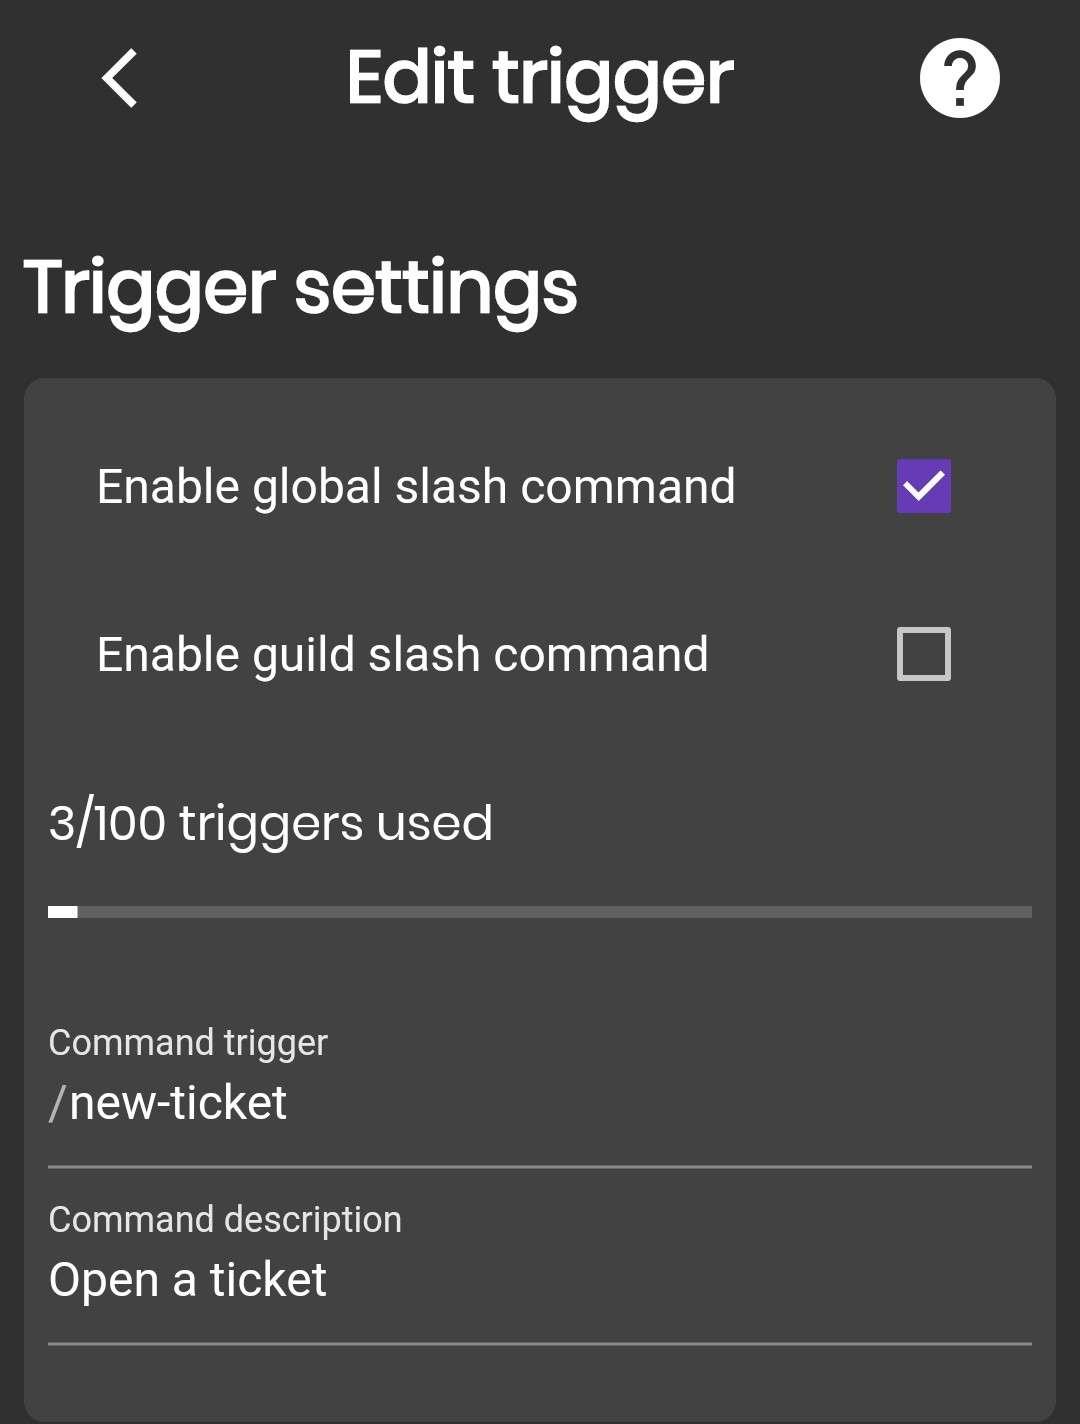 Edit trigger
Trigger settings
Enable global slash command
Enable guild slash command
3/100 triggers used
Command trigger
/new-ticket
Command description
Open a ticket